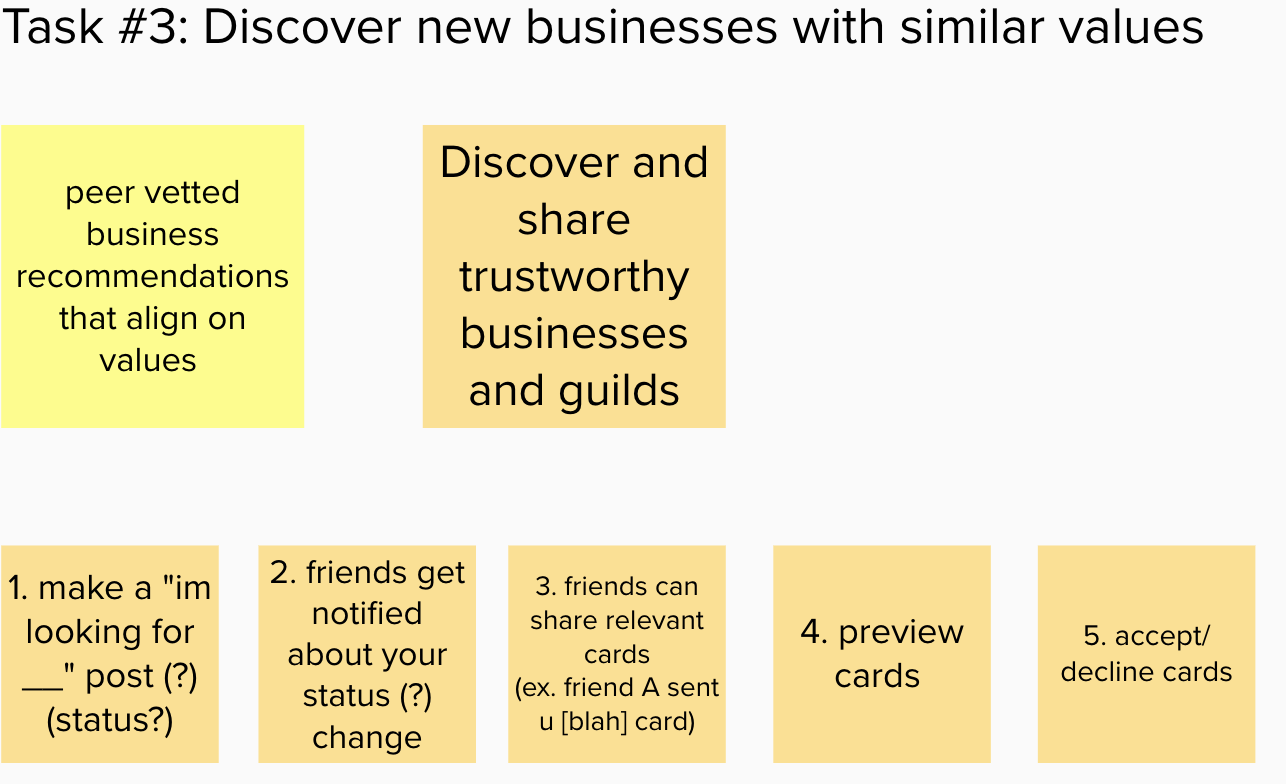 Task #3: Discover new businesses with similar values
peer vetted
business
recommendations
that align on
values
Discover and
share
trustworthy
businesses
and guilds
1. make a "im
looking for
__" post (?)
(status?)
2. friends get
notified
about your
status (?)
change
3. friends can
share relevant
cards
(ex. friend A sent
u [blah] card)
4. preview
cards
5. accept/
decline cards